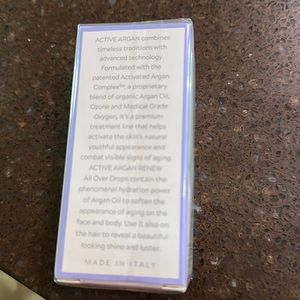 ACTIVE ARGAN combines
timeless traditions with
advanced technology.
Formulated with the
patented Activated Argan
Complex™, a proprietary
blend of organic Argan Oil,
Ozone and Medical Grade
Oxygen, it's a premium
treatment line that helps
activate the skin's natural
youthful appearance and
combat visible signs of aging.
ACTIVE ARGAN RENEW
All Over Drops contain the
phenomenal hydration power
of Argan Oil to soften the
appearance of aging on the
face and body. Use it also on
the hair to reveal a beautiful
looking shine and luster.
MADE IN ITALY